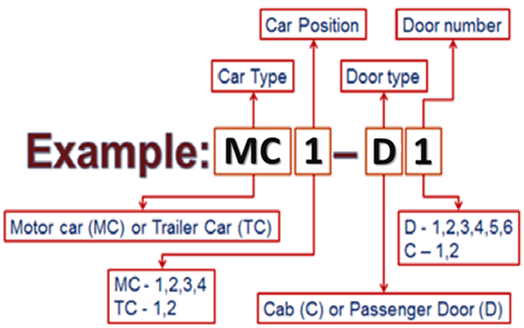 Car Position
Door number
Car Type
Door type
Example: MC 1 – D 1
Motor car (MC) or Trailer Car (TC)
D - 1,2,3,4,5,6
C – 1,2
MC - 1,2,3,4
TC - 1,2
Cab (C) or Passenger Door (D)